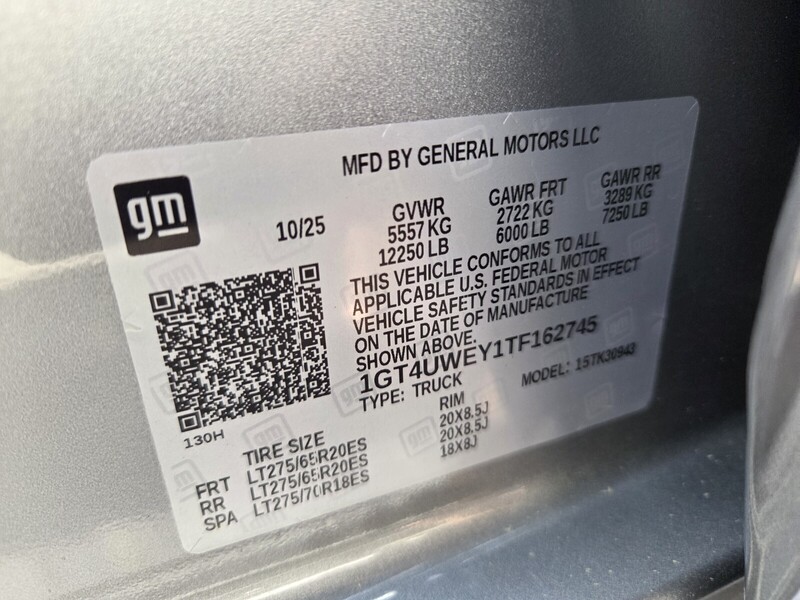 MFD BY GENERAL MOTORS LLC
gm
10/25
GVWR
5557 KG
12250 LB
GAWR FRT
2722 KG
6000 LB
GAWR RR
3289 KG
7250 LB
THIS VEHICLE CONFORMS TO ALL
APPLICABLE U.S. FEDERAL MOTOR
VEHICLE SAFETY STANDARDS IN EFFECT
ON THE DATE OF MANUFACTURE
SHOWN ABOVE.
1GT4UWEY1TF162745
TYPE: TRUCK
MODEL: 15TK30943
130H
TIRE SIZE
RIM
FRT LT275/65R20ES 20X8.5J
RR LT275/65R20ES 20X8.5J
SPA LT275/70R18ES 18X8J